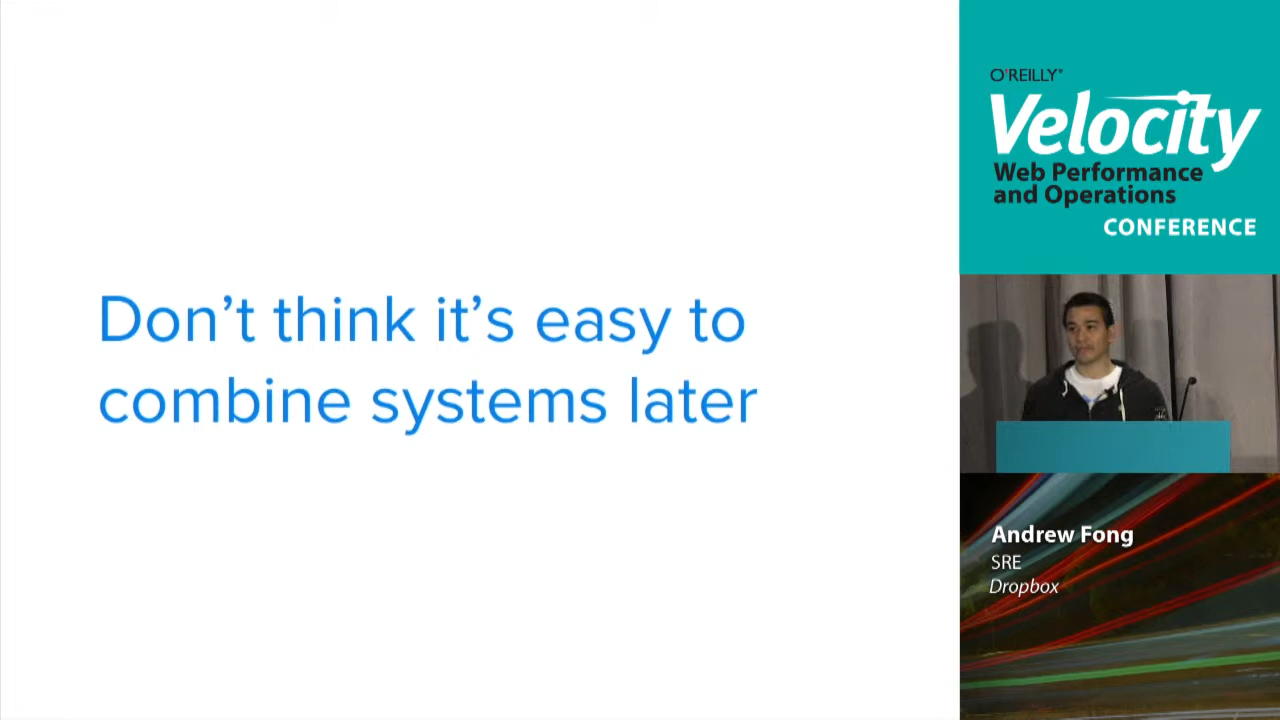 Don't think it's easy to
combine systems later
O'REILLY®
Velocity
Web Performance
and Operations
CONFERENCE
Andrew Fong
SRE
Dropbox